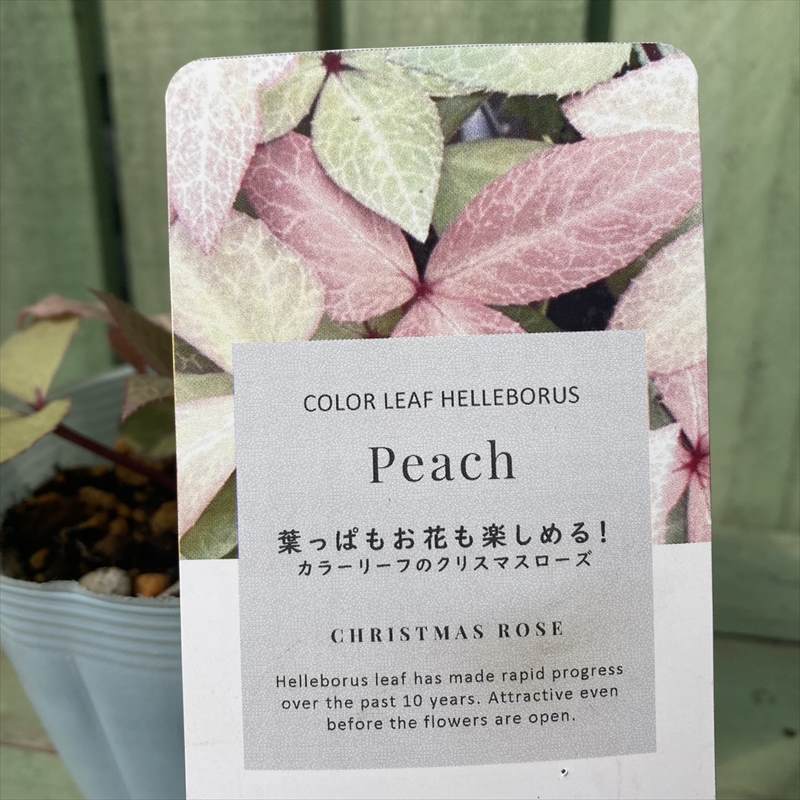 COLOR LEAF HELLEBORUS
Peach
葉っぱもお花も楽しめる！
カラーリーフのクリスマスローズ
CHRISTMAS ROSE
Helleborus leaf has made rapid progress
over the past 10 years. Attractive even
before the flowers are open.